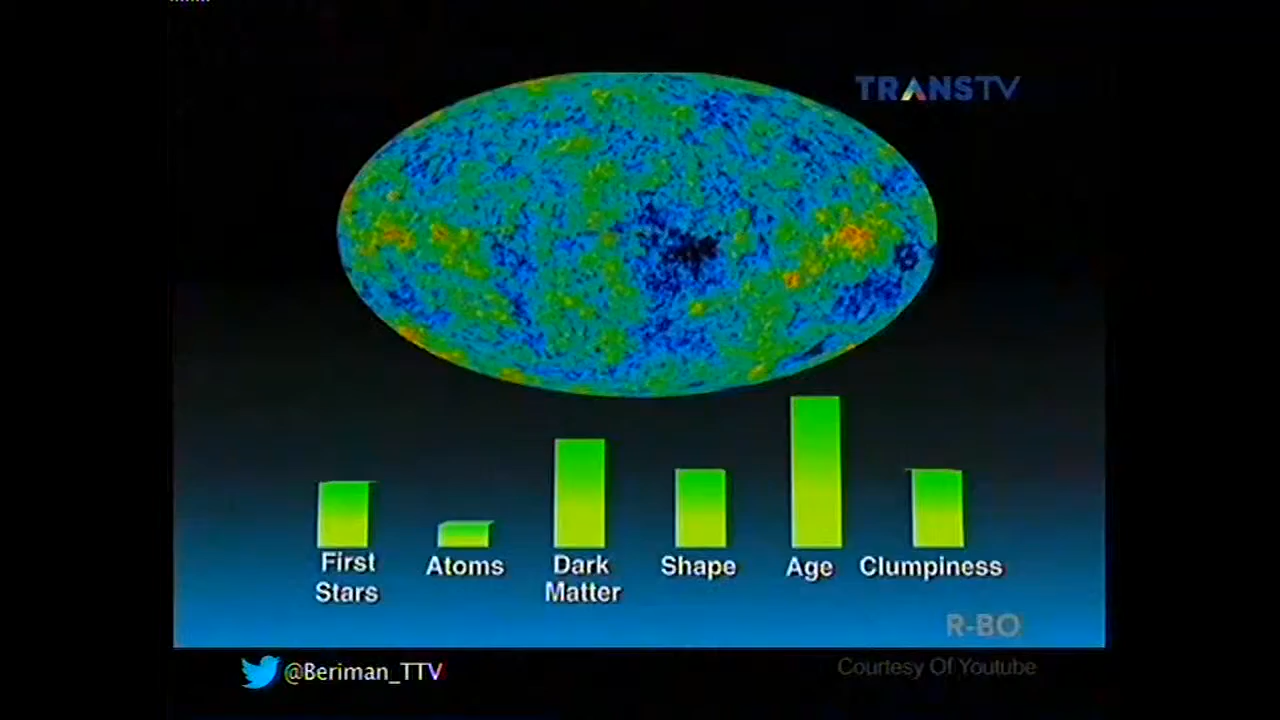 TRANSTV
First
Stars
Atoms
Dark
Matter
Shape
Age
Clumpiness
R-BO
@Beriman_TTV
Courtesy Of Youtube